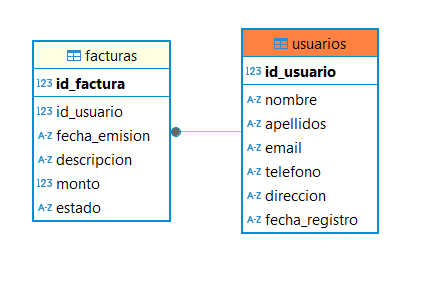 facturas
123 id_factura
123 id_usuario
A-Z fecha_emision
A-Z descripcion
123 monto
A-Z estado
usuarios
123 id_usuario
A-Z nombre
A-Z apellidos
A-Z email
A-Z telefono
A-Z direccion
A-Z fecha_registro